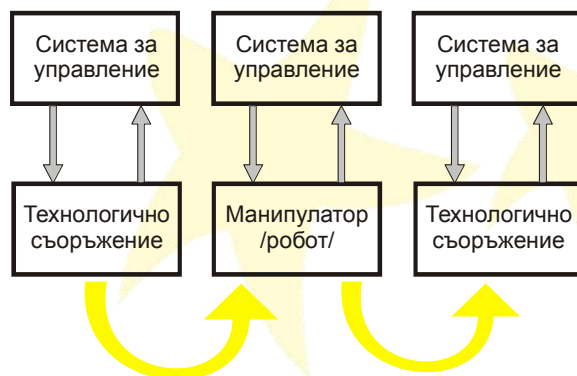 Система за
управление
Система за
управление
Система за
управление
Технологично
съоръжение
Манипулатор
/робот/
Технологично
съоръжение